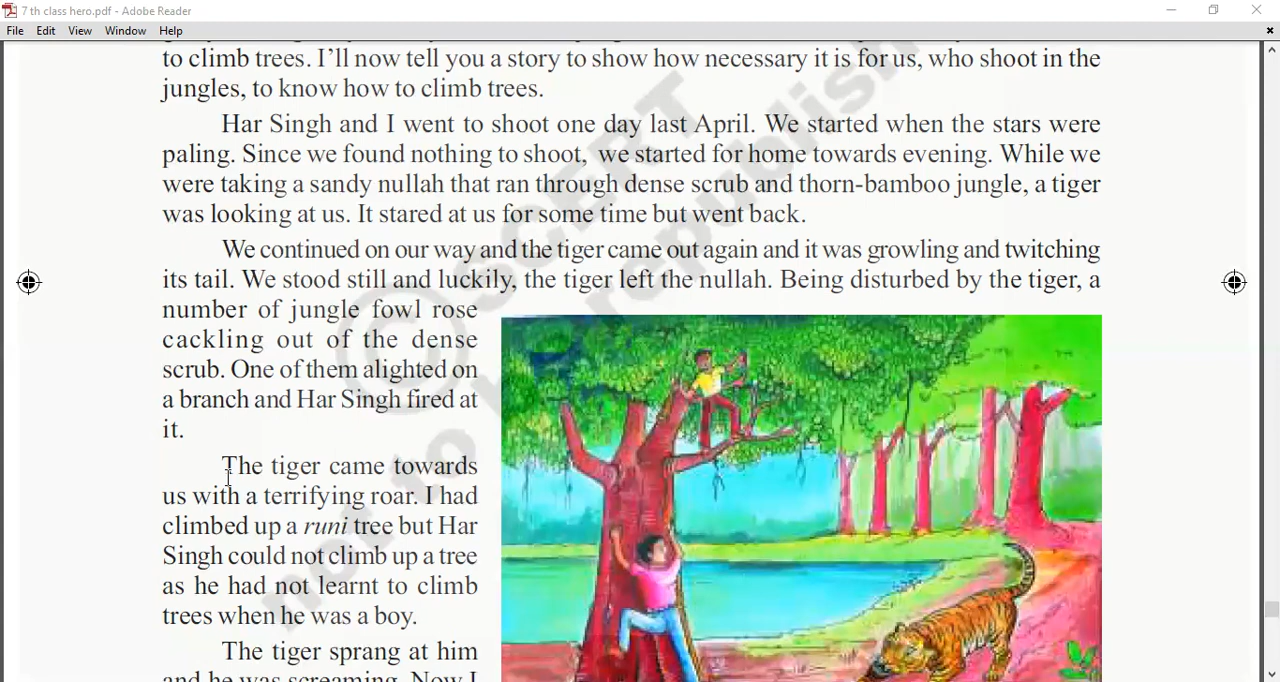 7 th class hero.pdf - Adobe Reader
File Edit View Window Help
to climb trees. I'll now tell you a story to show how necessary it is for us, who shoot in the
jungles, to know how to climb trees.
Har Singh and I went to shoot one day last April. We started when the stars were
paling. Since we found nothing to shoot, we started for home towards evening. While we
were taking a sandy nullah that ran through dense scrub and thorn-bamboo jungle, a tiger
was looking at us. It stared at us for some time but went back.
We continued on our way and the tiger came out again and it was growling and twitching
its tail. We stood still and luckily, the tiger left the nullah. Being disturbed by the tiger, a
number of jungle fowl rose
cackling out of the dense
scrub. One of them alighted on
a branch and Har Singh fired at
it.
The tiger came towards
us with a terrifying roar. I had
climbed up a runi tree but Har
Singh could not climb up a tree
as he had not learnt to climb
trees when he was a boy.
The tiger sprang at him
and he was screaming. Now I
© SCERT
not to be republish